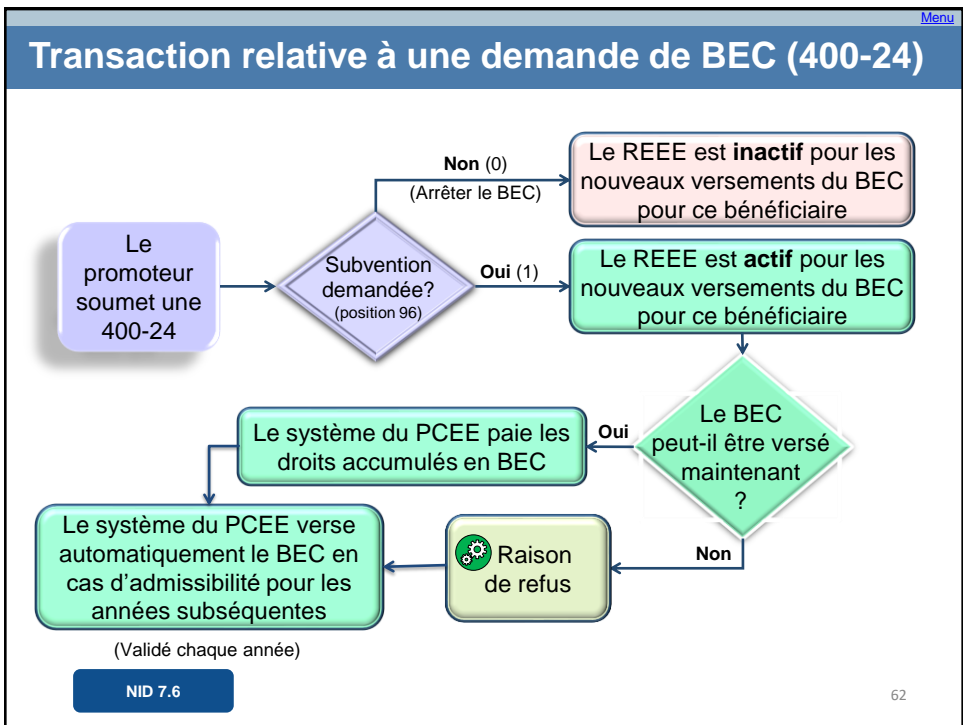 Menu
Transaction relative à une demande de BEC (400-24)
Non (0)
(Arrêter le BEC)
Le REEE est inactif pour les
nouveaux versements du BEC
pour ce bénéficiaire
Le
promoteur
soumet une
400-24
Subvention
demandée?
(position 96)
Oui (1)
Le REEE est actif pour les
nouveaux versements du BEC
pour ce bénéficiaire
Le BEC
peut-il être versé
maintenant
?
Oui
Le système du PCEE paie les
droits accumulés en BEC
Non
Raison
de refus
Le système du PCEE verse
automatiquement le BEC en
cas d’admissibilité pour les
années subséquentes
(Validé chaque année)
NID 7.6
62